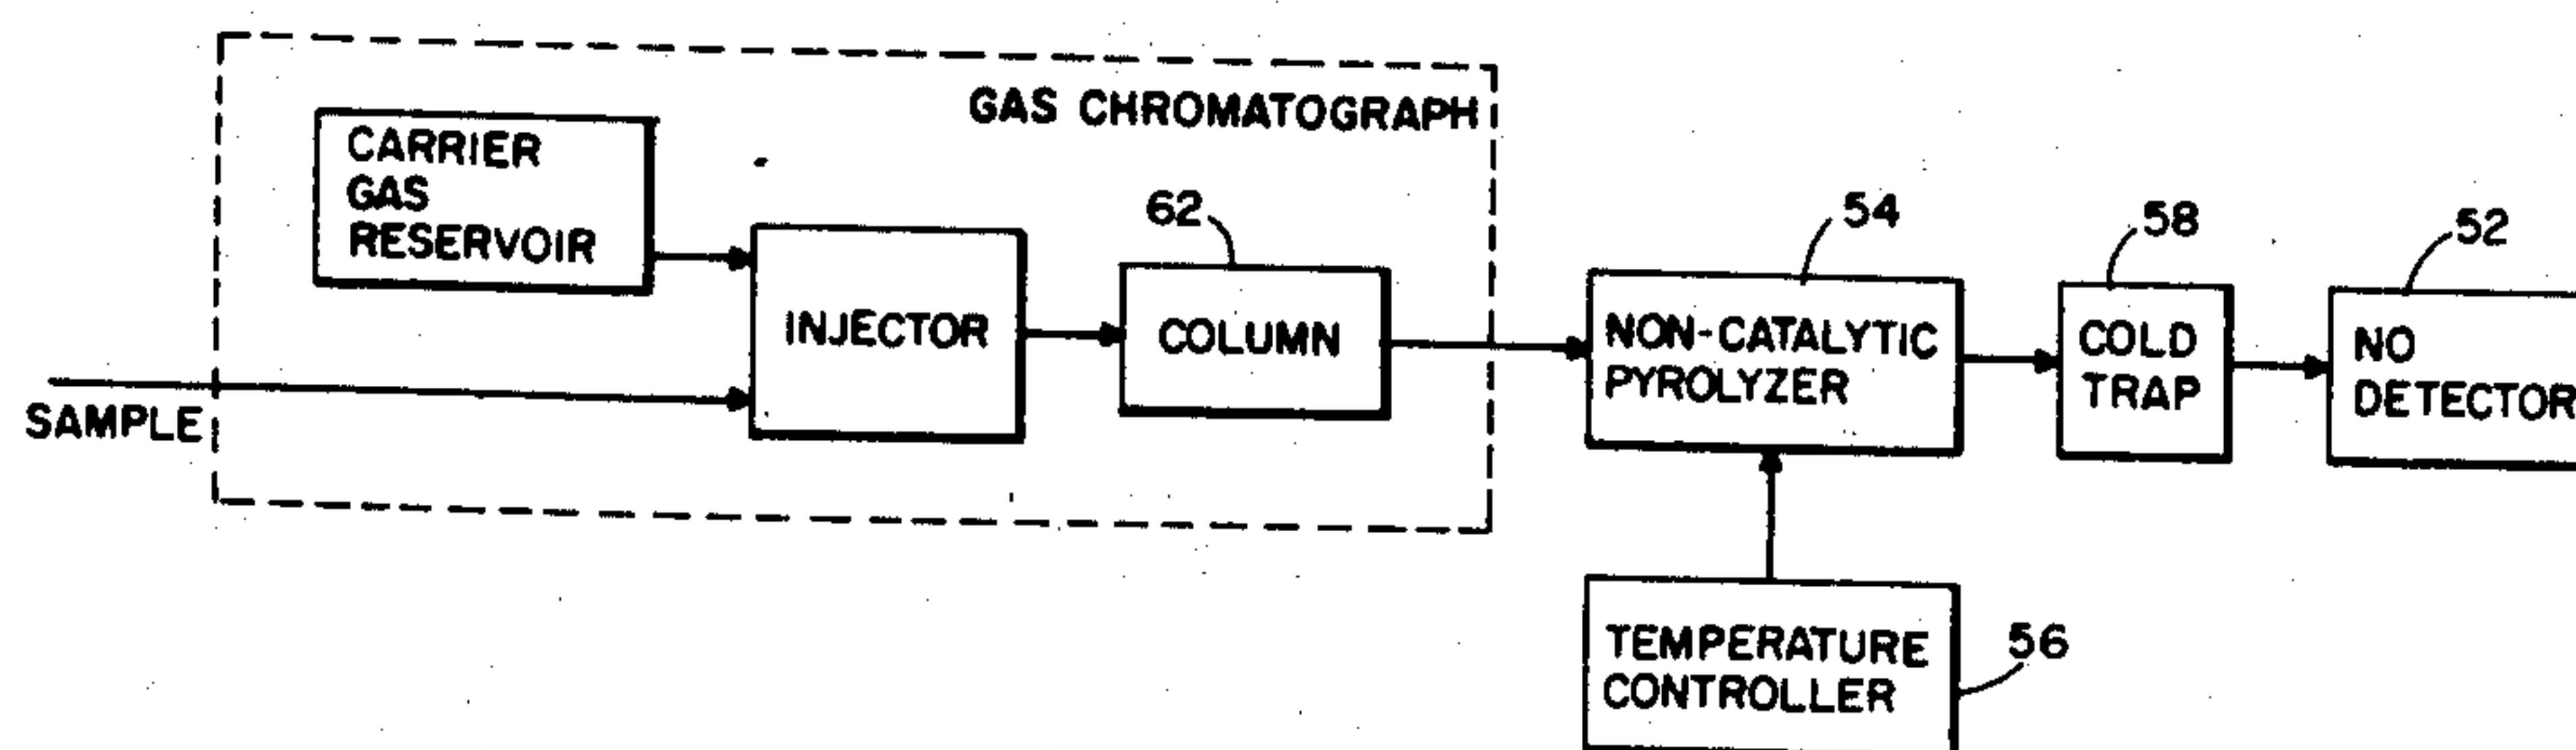 GAS CHROMATOGRAPH
CARRIER
GAS
RESERVOIR
SAMPLE
INJECTOR
62
COLUMN
54
NON-CATALYTIC
PYROLYZER
58
COLD
TRAP
52
NO
DETECTOR
TEMPERATURE
CONTROLLER
56